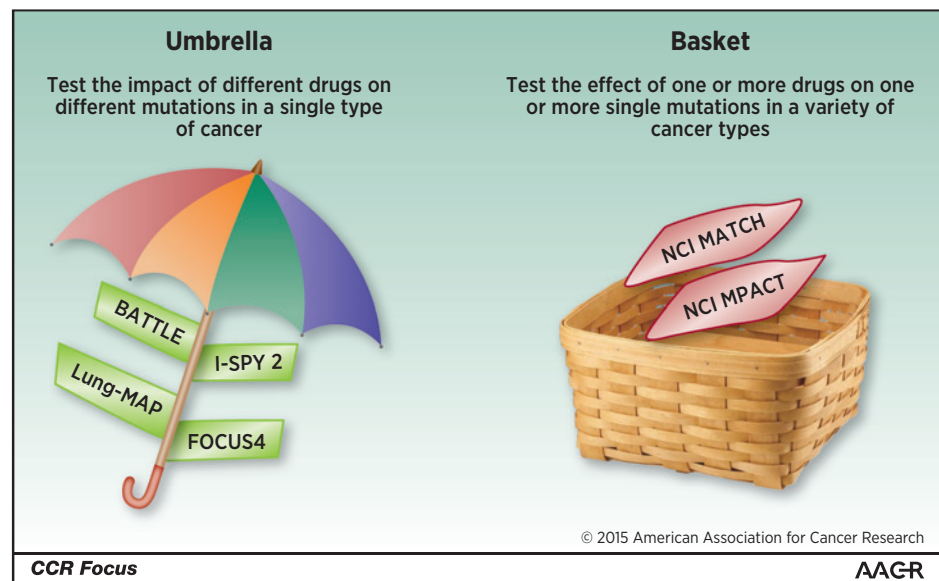 Umbrella
Test the impact of different drugs on
different mutations in a single type
of cancer
BATTLE
I-SPY 2
Lung-MAP
FOCUS4
Basket
Test the effect of one or more drugs on one
or more single mutations in a variety of
cancer types
NCI MATCH
NCI MPACT
© 2015 American Association for Cancer Research
CCR Focus
AACR